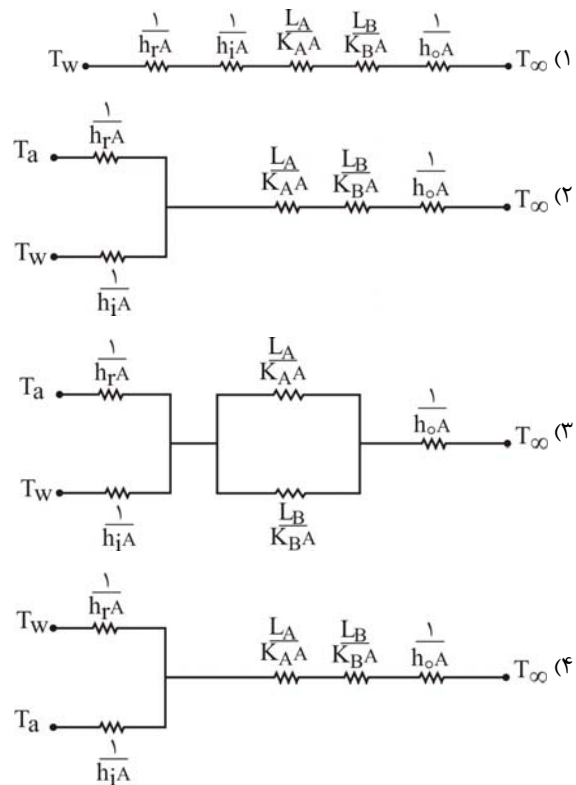 ۱ ۱ L_A L_B ۱
T_w h_rA h_iA K_AA K_BA h_oA T_∞ (۱
۱
T_a h_rA
L_A L_B ۱
K_AA K_BA h_oA T_∞ (۲
T_w
۱
h_iA
۱
T_a h_rA
L_A
K_AA
۱
h_oA T_∞ (۳
T_w
۱
h_iA
L_B
K_BA
۱
T_w h_rA
L_A L_B ۱
K_AA K_BA h_oA T_∞ (۴
T_a
۱
h_iA